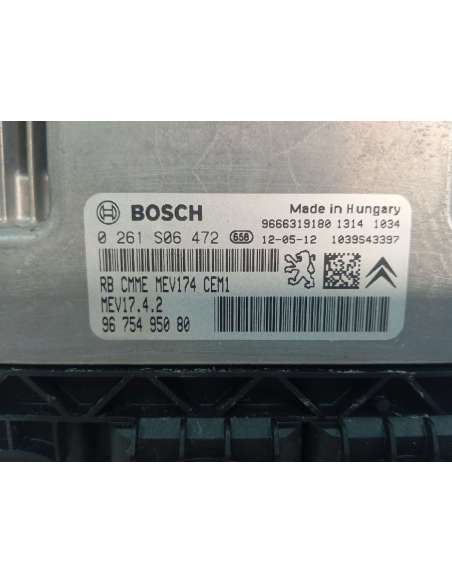 BOSCH
Made in Hungary
9666319180 1314 1034
0 261 S06 472 656 12-05-12 1039S43397
RB CMME MEV174 CEM1
MEV17.4.2
96 754 950 80